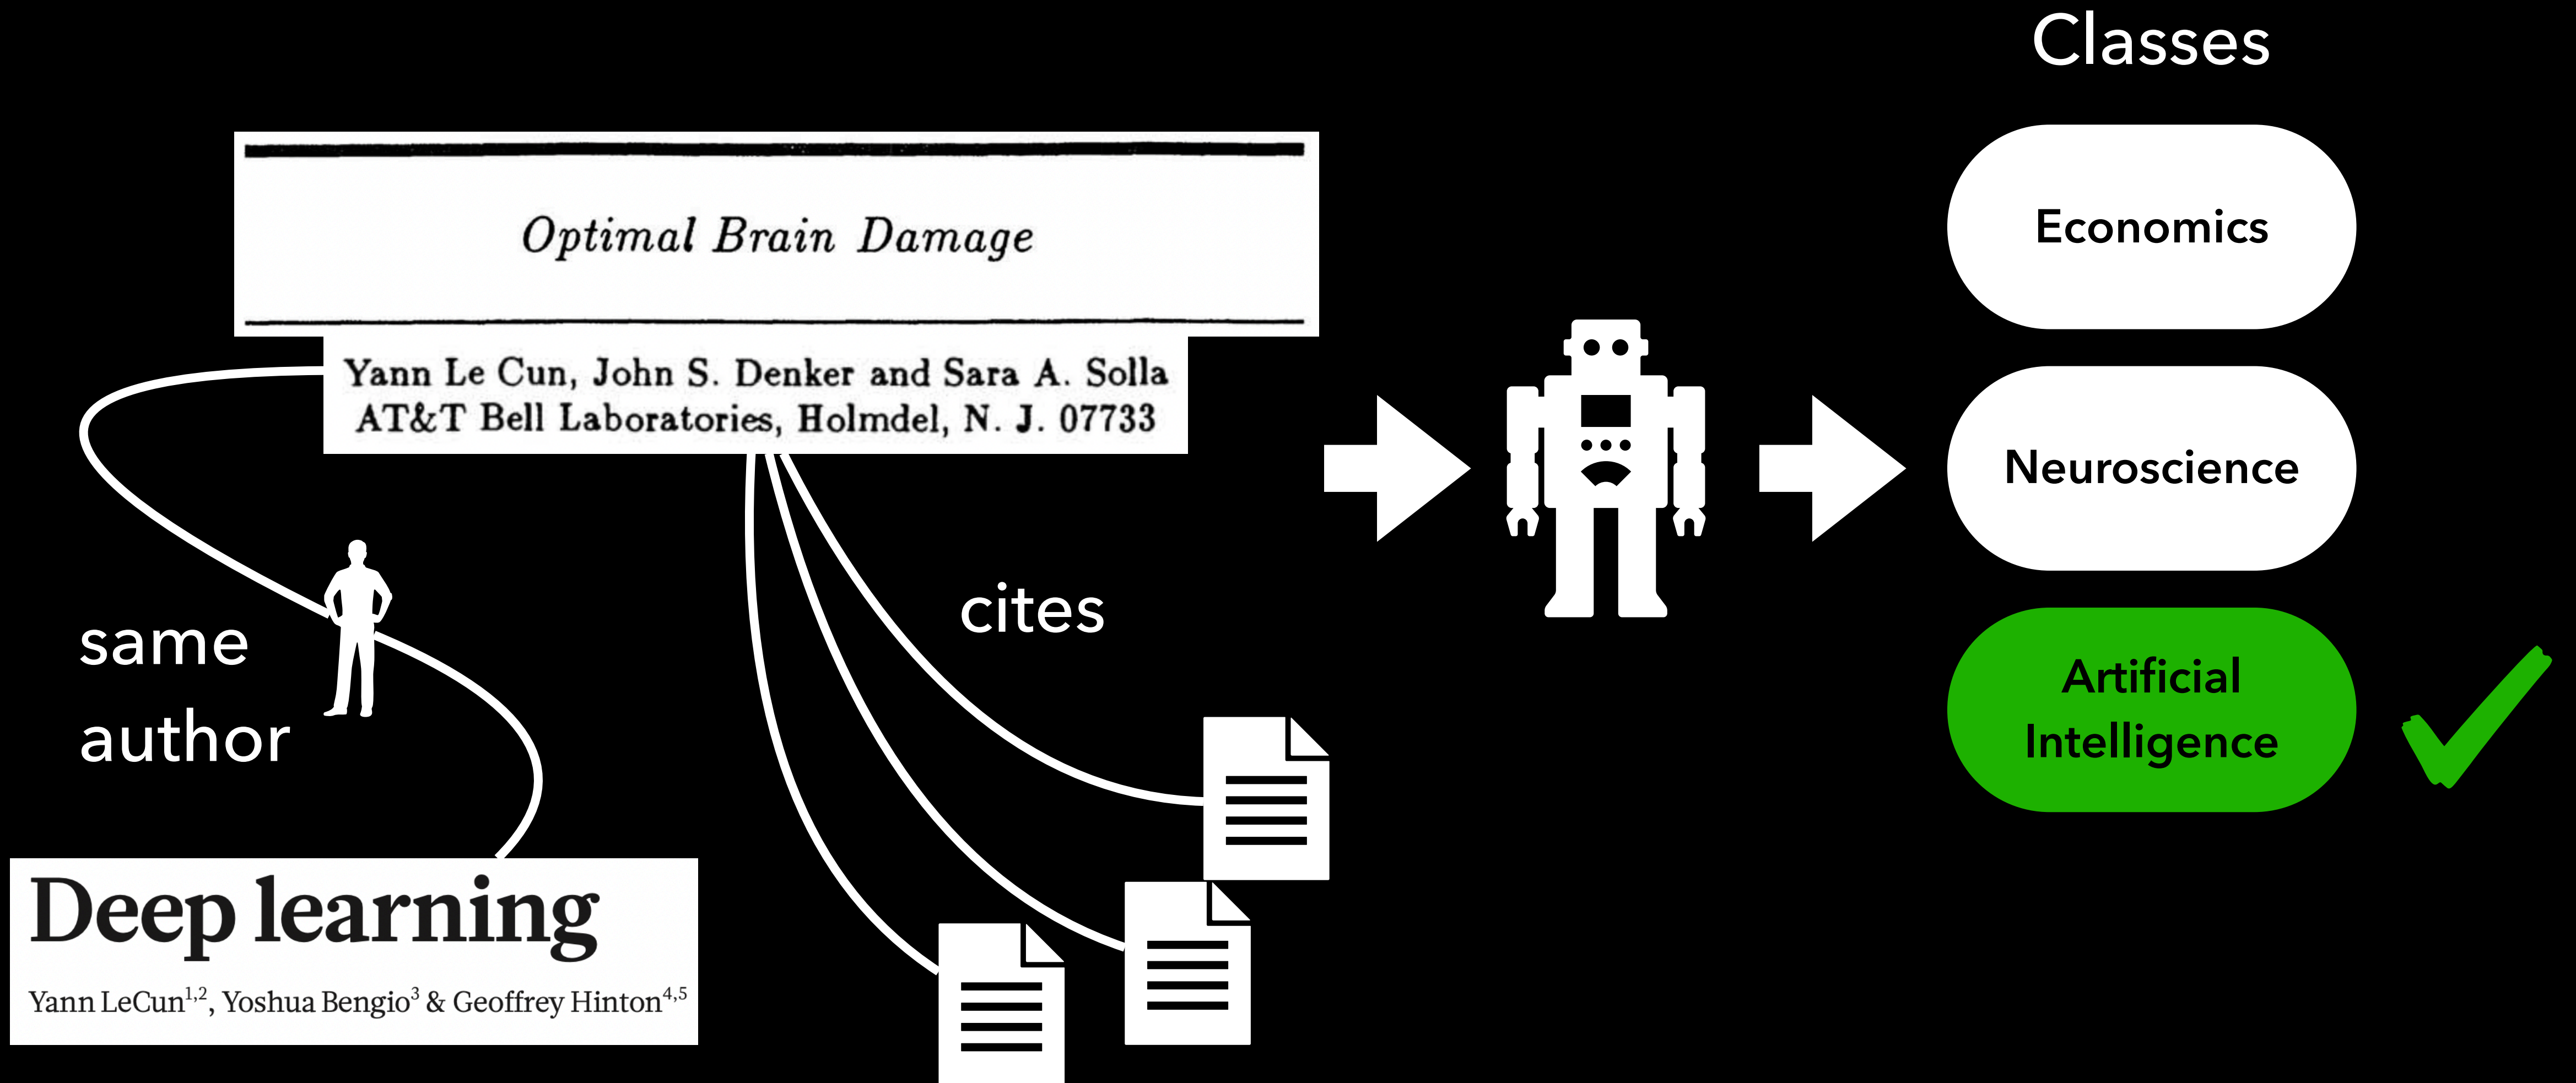 Classes
Optimal Brain Damage
Yann Le Cun, John S. Denker and Sara A. Solla
AT&T Bell Laboratories, Holmdel, N. J. 07733
same
author
cites
Deep learning
Yann LeCun1,2, Yoshua Bengio3 & Geoffrey Hinton4,5
Economics
Neuroscience
Artificial
Intelligence